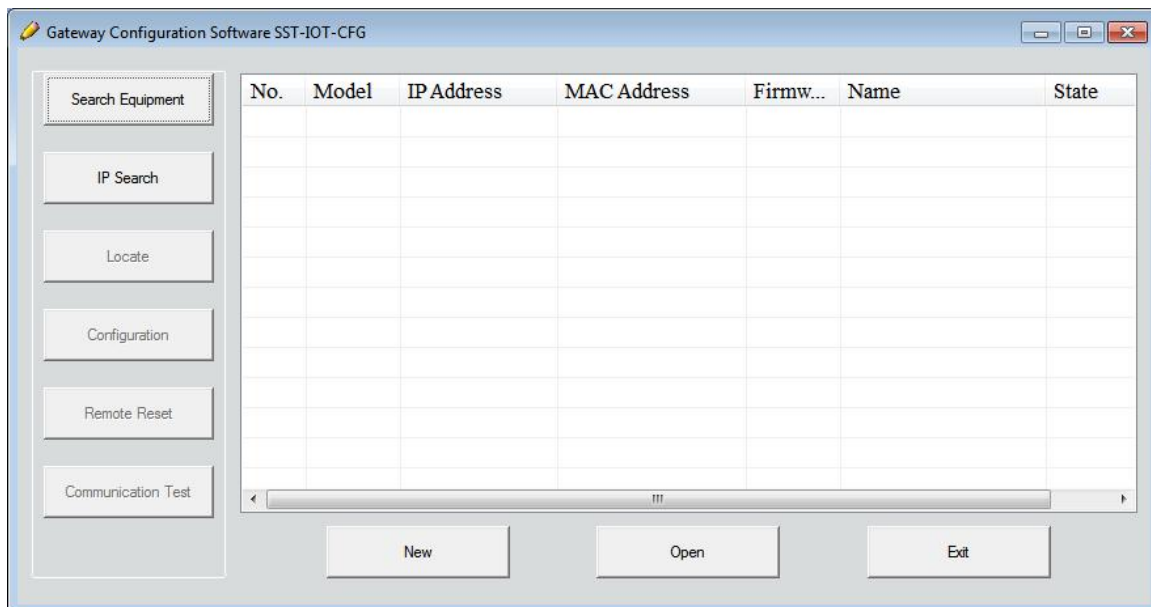 Gateway Configuration Software SST-IOT-CFG
Search Equipment
IP Search
Locate
Configuration
Remote Reset
Communication Test
No. Model IP Address MAC Address Firmw... Name State
New Open Exit